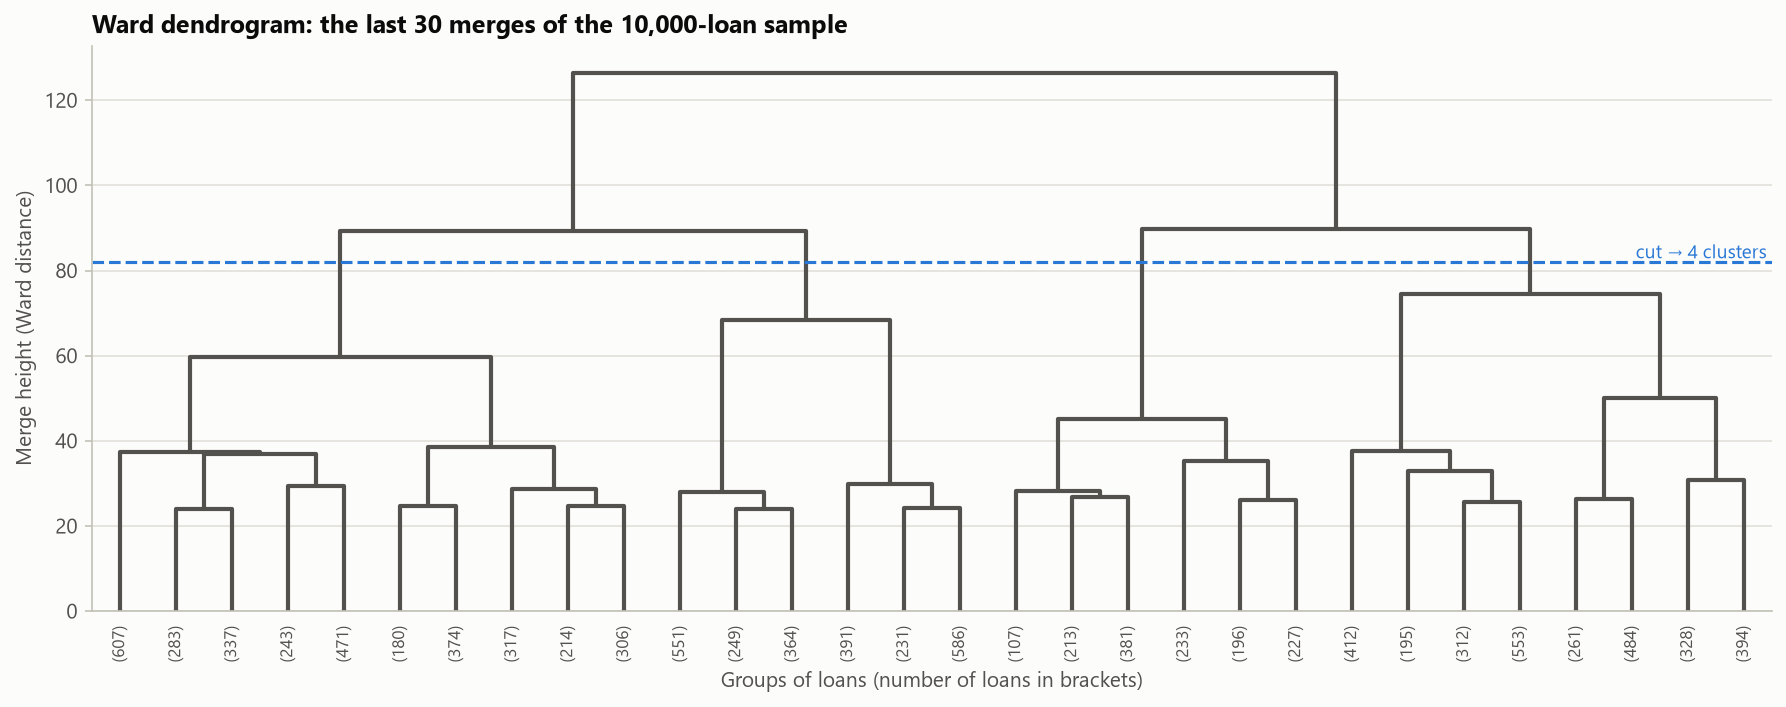 Ward dendrogram: the last 30 merges of the 10,000-loan sample
Merge height (Ward distance)
120
100
80
60
40
20
0
cut → 4 clusters
(607) (283) (337) (243) (471) (180) (374) (317) (214) (306) (551) (249) (364) (391) (231) (586) (107) (213) (381) (233) (196) (227) (412) (195) (312) (553) (261) (484) (328) (394)
Groups of loans (number of loans in brackets)